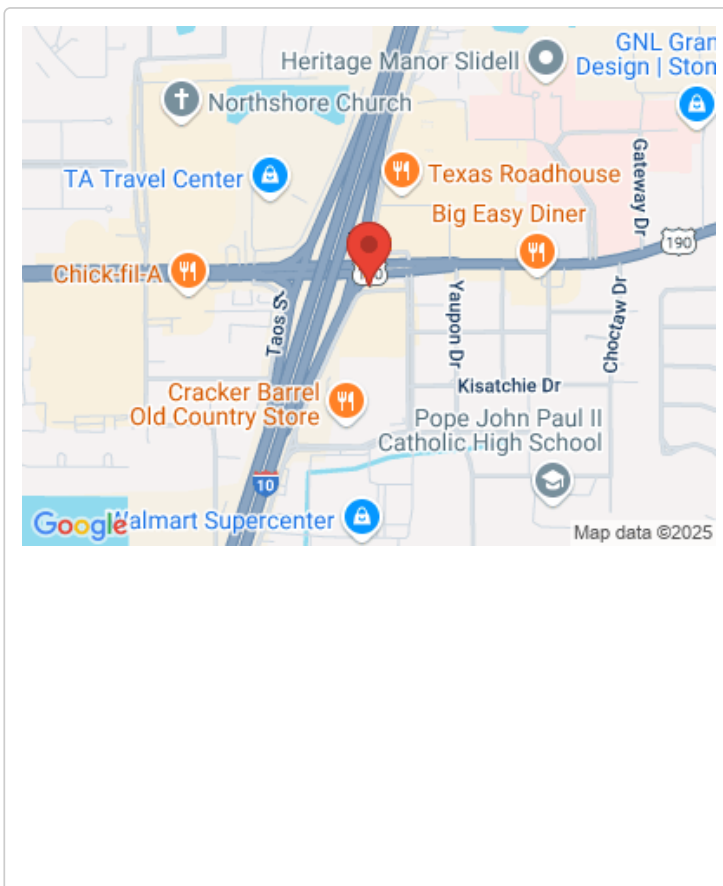 GNL Gran
Design | Ston
Heritage Manor Slidell
Northshore Church
Gateway Dr
TA Travel Center
Texas Roadhouse
Big Easy Diner
190
Chick-fil-A
Taos S
Yaupon Dr
Choctaw Dr
Kisatchie Dr
Cracker Barrel
Old Country Store
Pope John Paul II
Catholic High School
10
Google
Walmart Supercenter
Map data ©2025